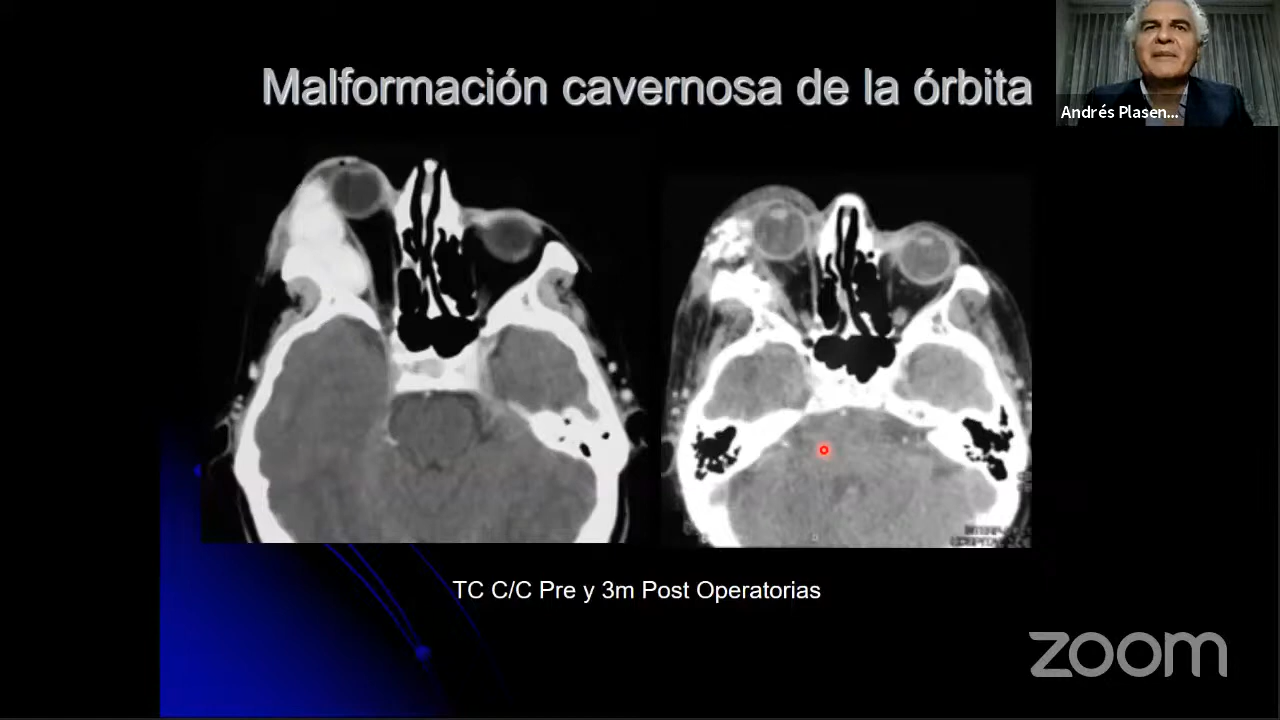 Malformación cavernosa de la órbita
Andrés Plasen...
TC C/C Pre y 3m Post Operatorias
zoom